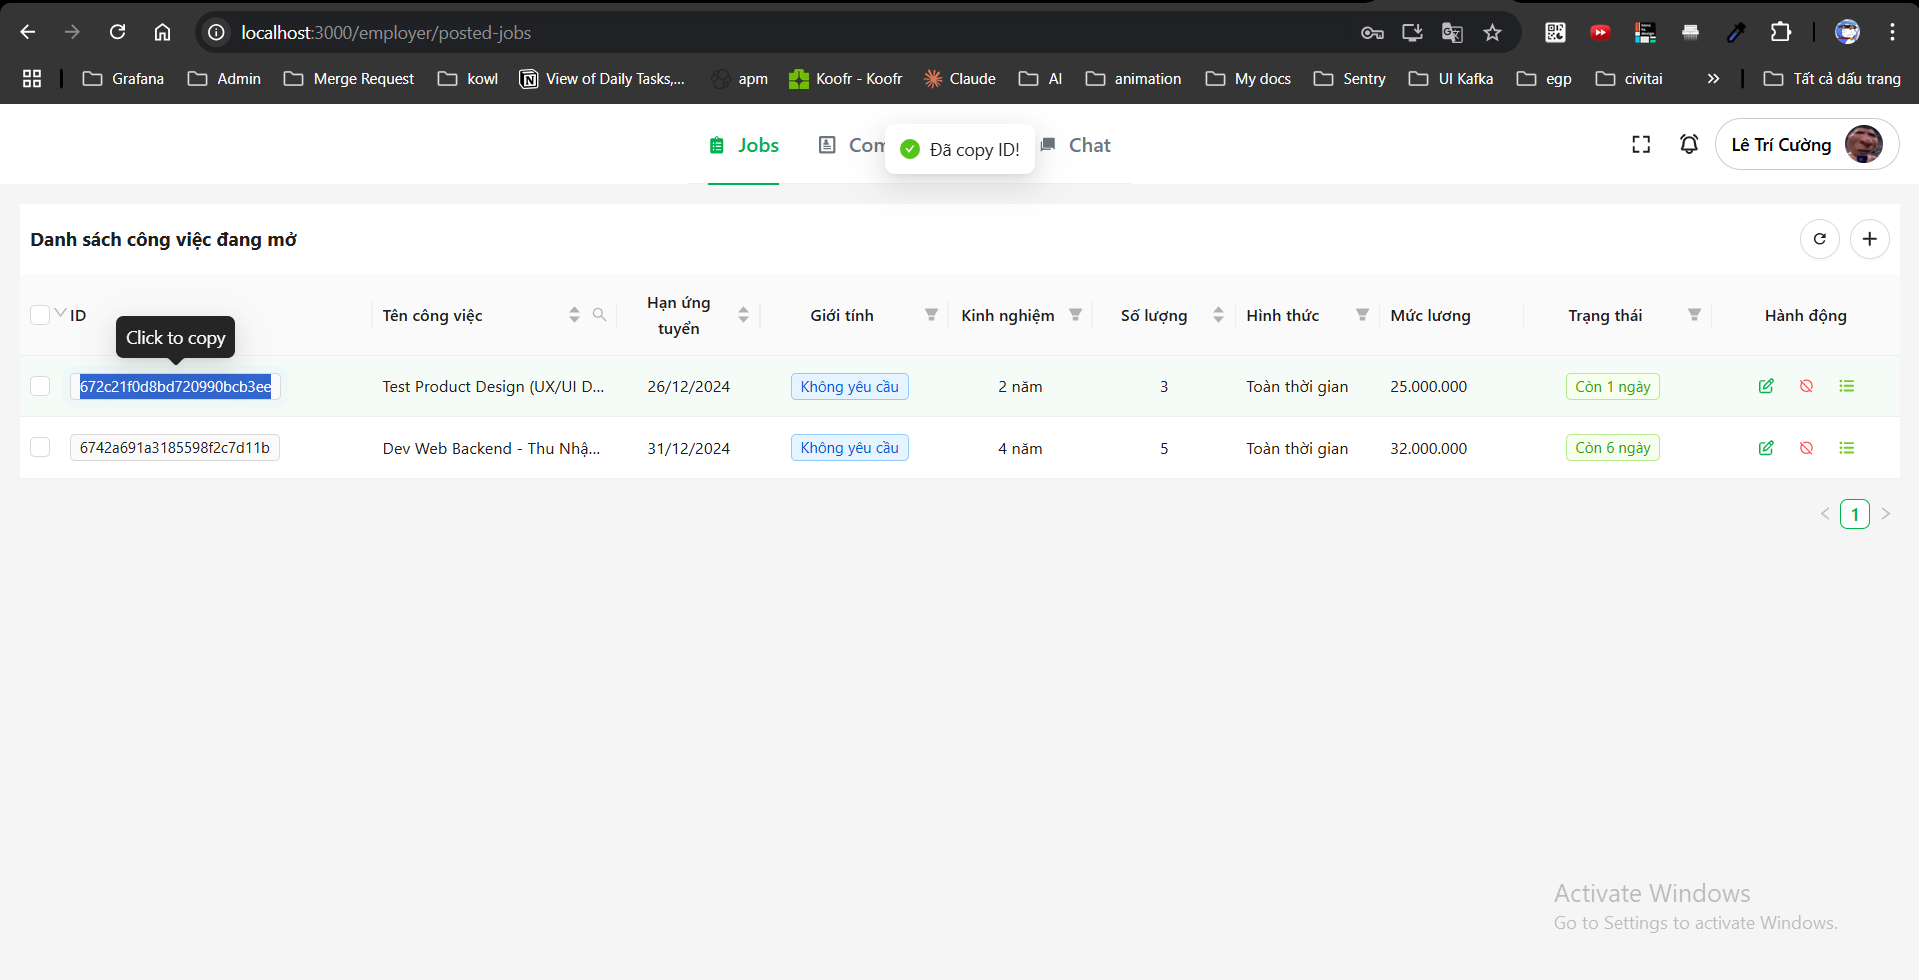 localhost:3000/employer/posted-jobs
Grafana Admin Merge Request kowl View of Daily Tasks,... apm Koofr - Koofr Claude AI animation My docs Sentry UI Kafka egp civitai » Tất cả dấu trang
Jobs Com Đã copy ID! Chat Lê Trí Cường
Danh sách công việc đang mở
ID Tên công việc Hạn ứng tuyển Giới tính Kinh nghiệm Số lượng Hình thức Mức lương Trạng thái Hành động
Click to copy
672c21f0d8bd720990bcb3ee Test Product Design (UX/UI D... 26/12/2024 Không yêu cầu 2 năm 3 Toàn thời gian 25.000.000 Còn 1 ngày
6742a691a3185598f2c7d11b Dev Web Backend - Thu Nhậ... 31/12/2024 Không yêu cầu 4 năm 5 Toàn thời gian 32.000.000 Còn 6 ngày
1
Activate Windows
Go to Settings to activate Windows.